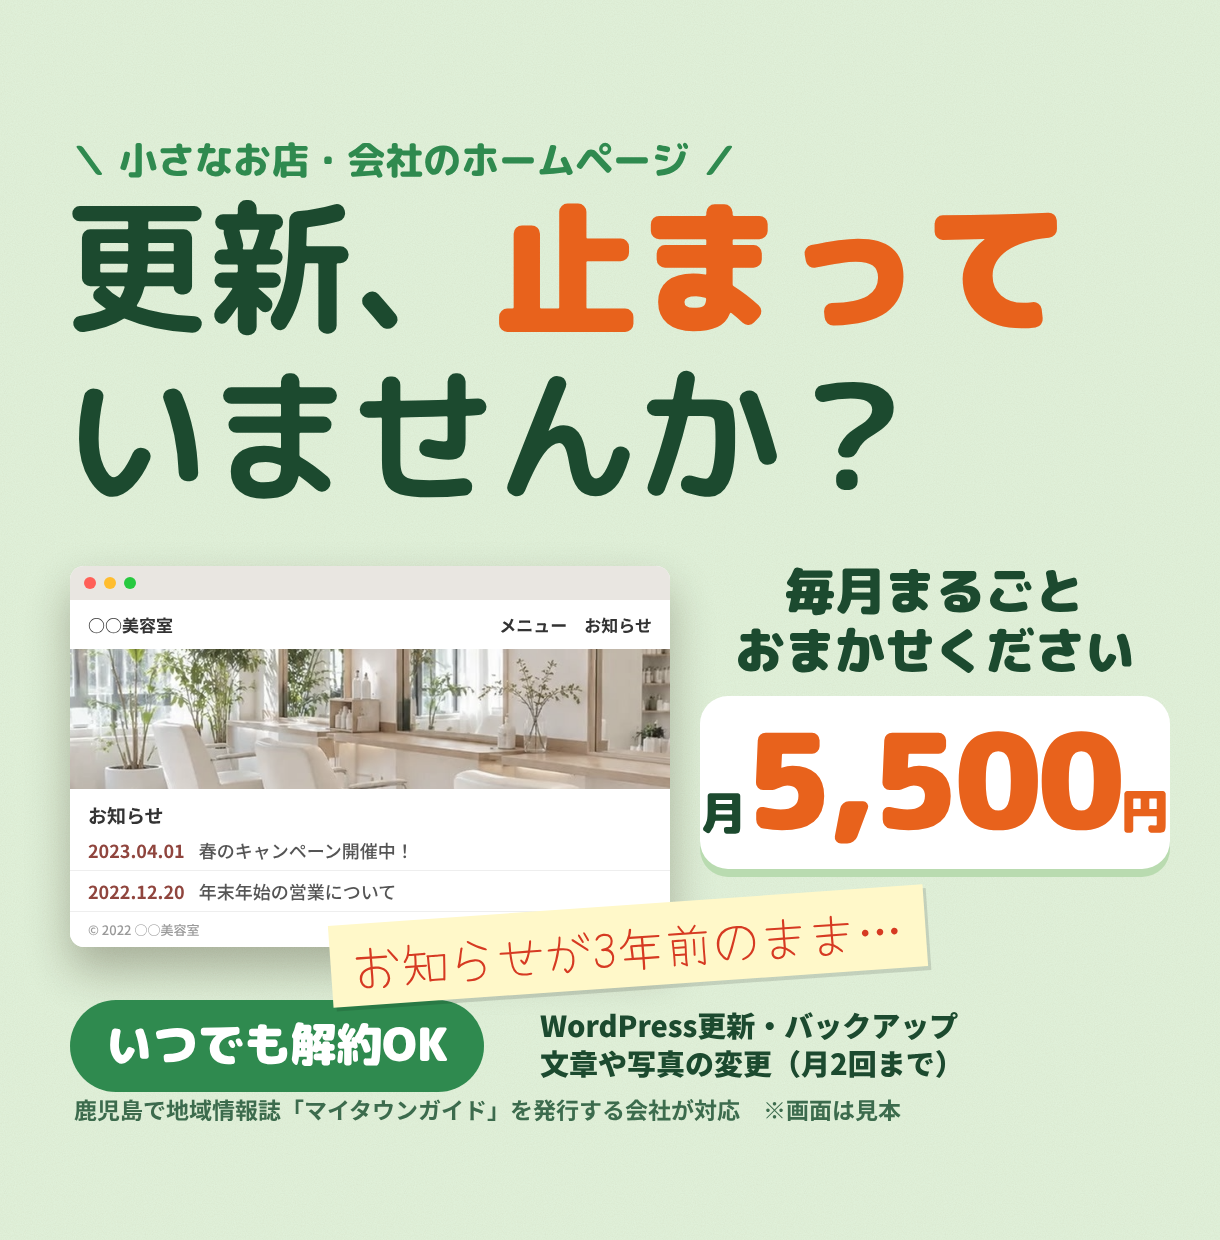 \ 小さなお店・会社のホームページ /
更新、止まって
いませんか？
〇〇美容室 メニュー お知らせ
お知らせ
2023.04.01 春のキャンペーン開催中！
2022.12.20 年末年始の営業について
© 2022 〇〇美容室
お知らせが3年前のまま…
毎月まるごと
おまかせください
月5,500円
いつでも解約OK
WordPress更新・バックアップ
文章や写真の変更（月2回まで）
鹿児島で地域情報誌「マイタウンガイド」を発行する会社が対応 ※画面は見本